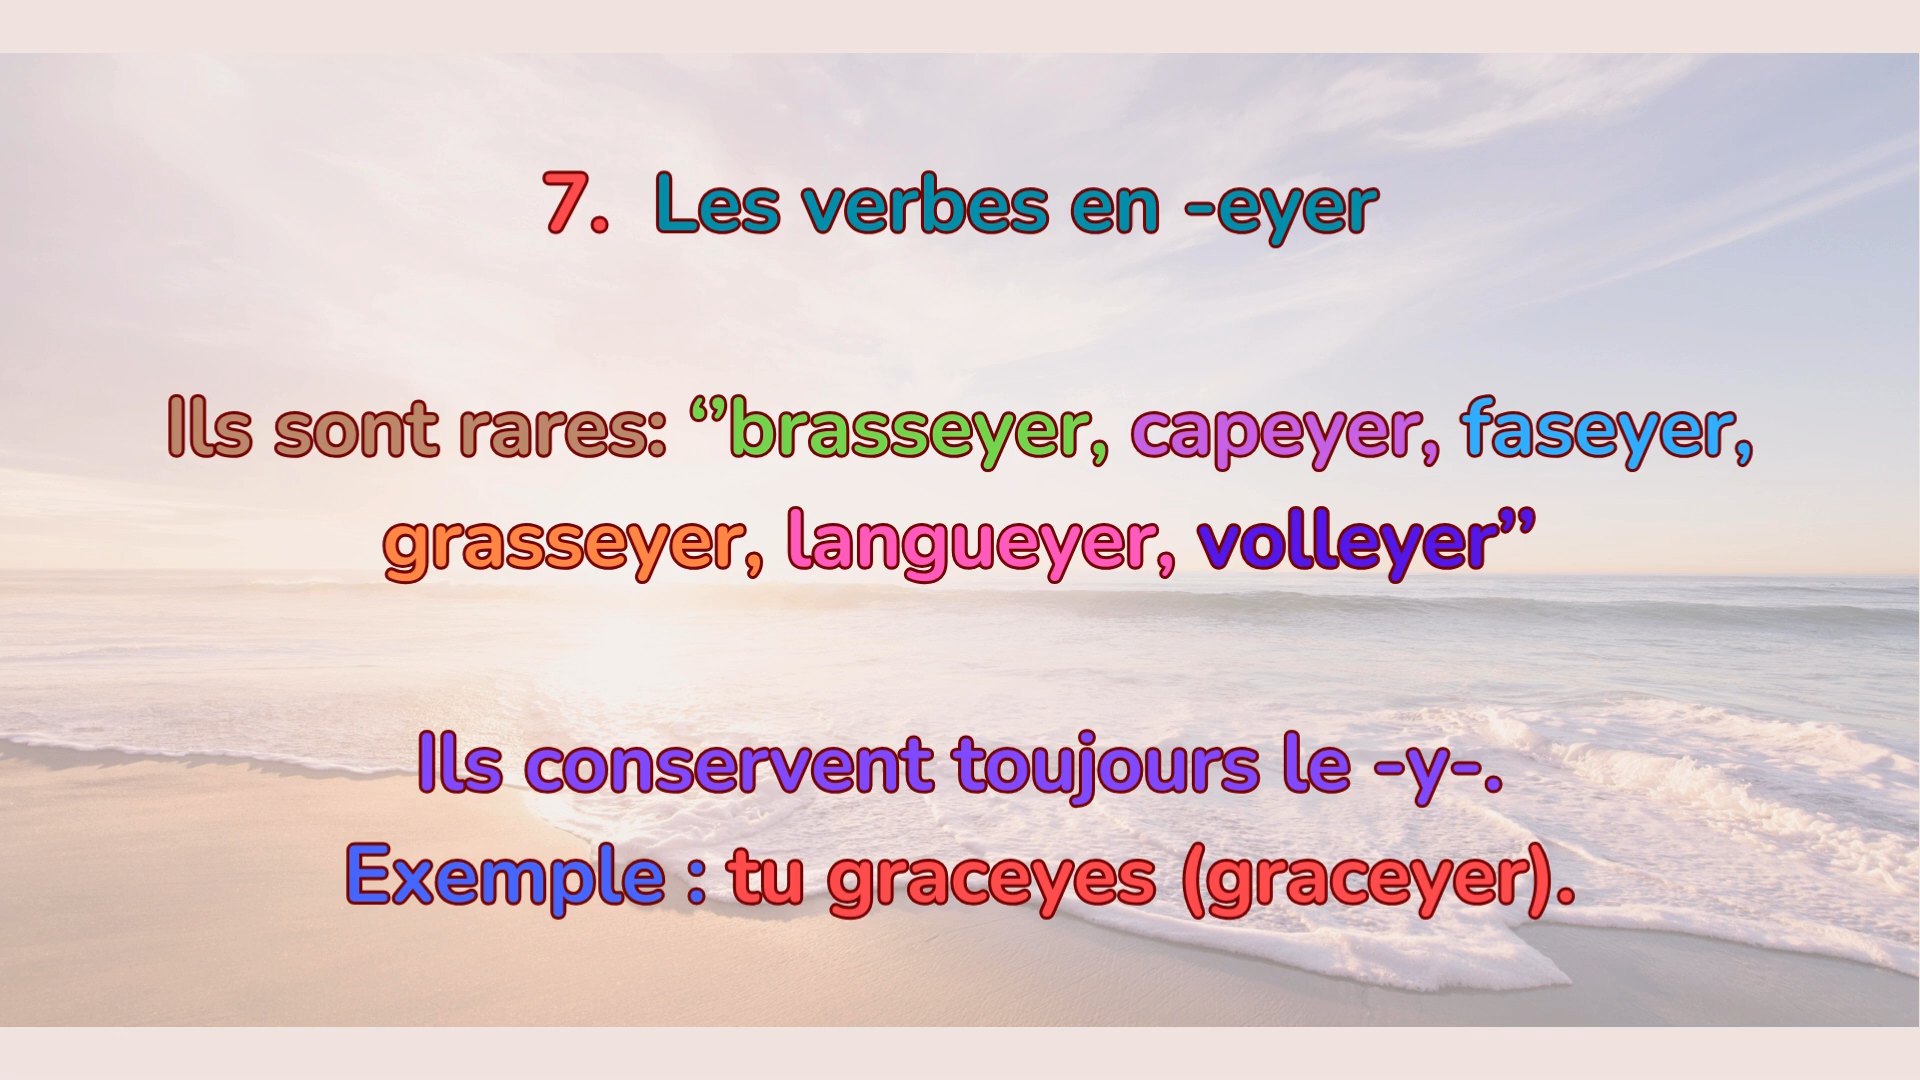 7. Les verbes en -eyer
Ils sont rares: ‘’brasseyer, capeyer, faseyer,
grasseyer, langueyer, volleyer’’
Ils conservent toujours le -y-.
Exemple : tu graceyes (graceyer).